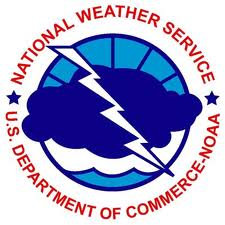 NATIONAL WEATHER SERVICE
U.S. DEPARTMENT OF COMMERCE-NOAA